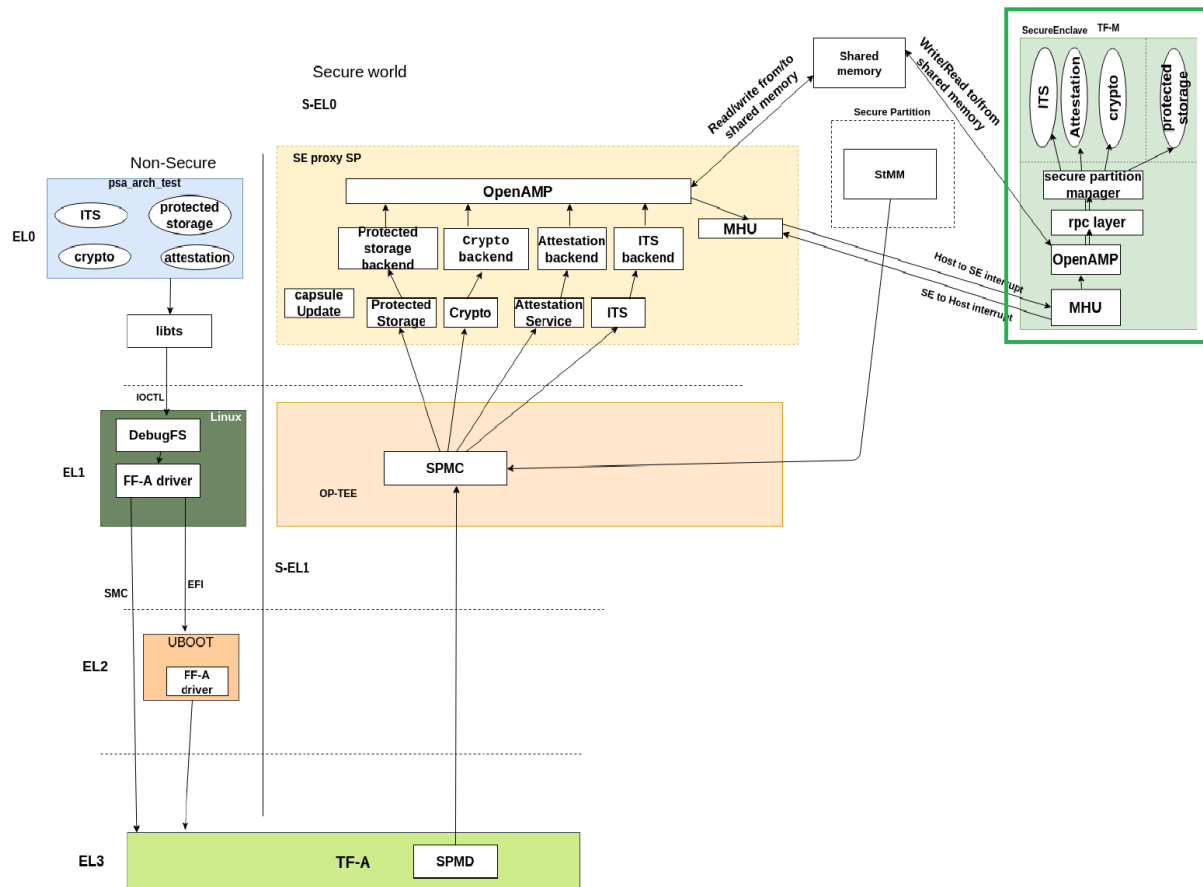 SecureEnclave
TF-M
Secure world
S-EL0
Shared
memory
Read/write from/to
shared memory
Write/Read to/from
shared memory
ITS
Attestation
crypto
protected
storage
Secure Partition
StMM
Non-Secure
psa_arch_test
ITS
protected
storage
crypto
attestation
EL0
SE proxy SP
OpenAMP
MHU
Protected
storage
backend
Crypto
backend
Attestation
backend
ITS
backend
capsule
Update
Protected
Storage
Crypto
Attestation
Service
ITS
secure partition
manager
rpc layer
OpenAMP
MHU
Host to SE interrupt
SE to Host interrupt
libts
IOCTL
Linux
DebugFS
FF-A driver
EL1
SPMC
OP-TEE
S-EL1
SMC
EFI
EL2
UBOOT
FF-A
driver
EL3
TF-A
SPMD